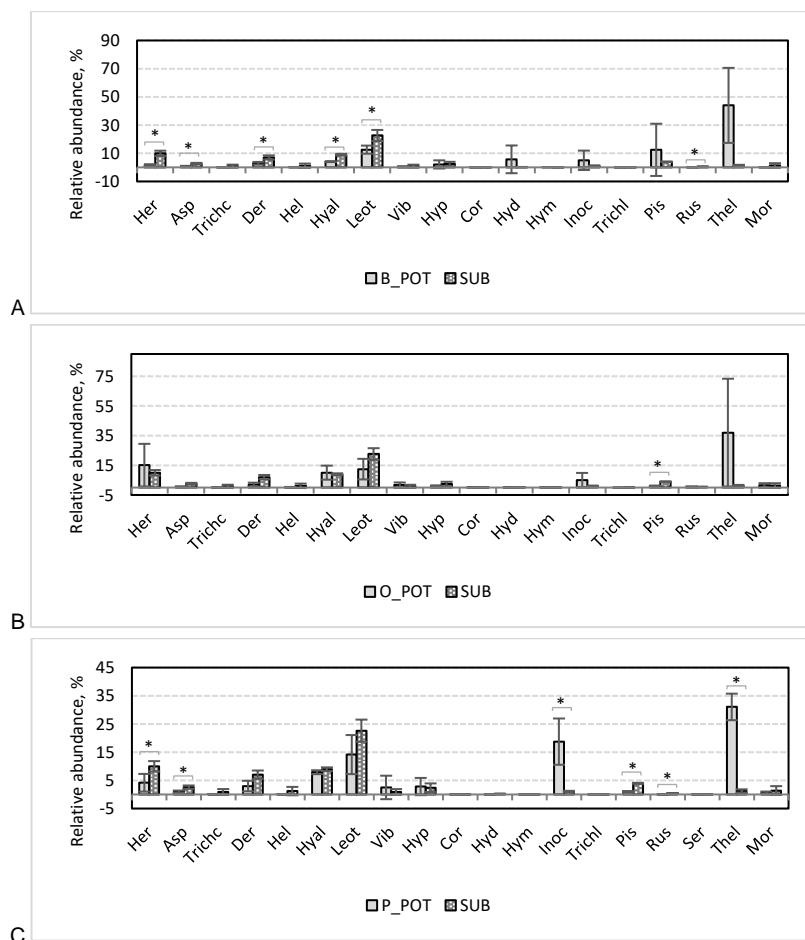 Relative abundance, %
90
70
50
30
10
-10
* * * * * *
Her Asp Trichc Der Hel Hyal Leot Vib Hyp Cor Hyd Hym Inoc Trichl Pis Rus Thel Mor
B_POT SUB
A
Relative abundance, %
75
55
35
15
-5
*
Her Asp Trichc Der Hel Hyal Leot Vib Hyp Cor Hyd Hym Inoc Trichl Pis Rus Thel Mor
O_POT SUB
B
Relative abundance, %
45
35
25
15
5
-5
* * * * * *
Her Asp Trichc Der Hel Hyal Leot Vib Hyp Cor Hyd Hym Inoc Trichl Pis Rus Ser Thel Mor
P_POT SUB
C